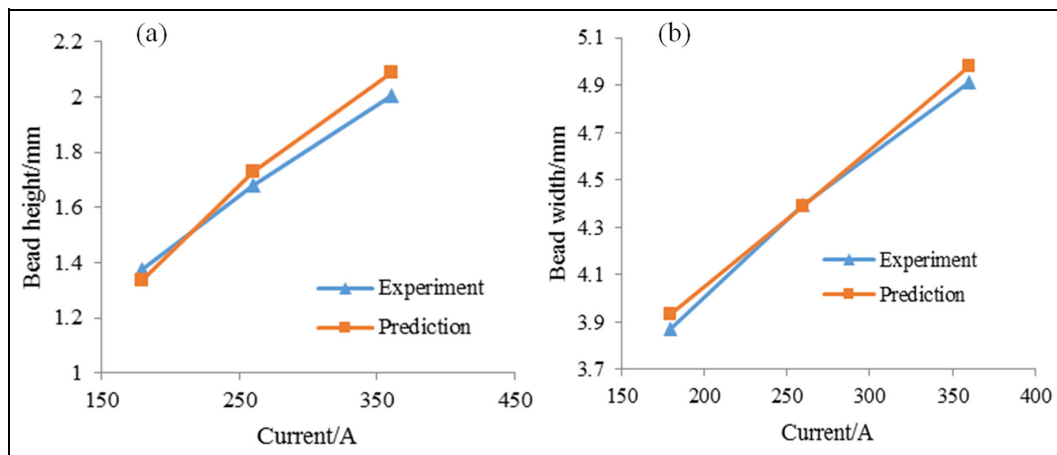 (a)
2.2
2
1.8
1.6
1.4
1.2
1
Bead height/mm
Experiment
Prediction
150 250 350 450
Current/A
(b)
5.1
4.9
4.7
4.5
4.3
4.1
3.9
3.7
Bead width/mm
Experiment
Prediction
150 200 250 300 350 400
Current/A